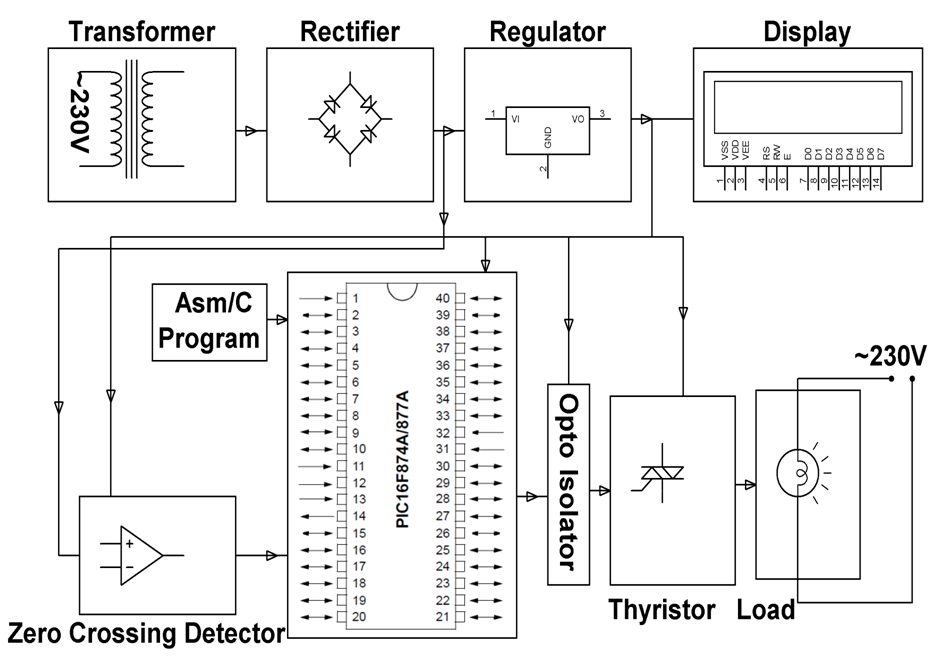 Transformer
Rectifier
Regulator
Display
~230V
1
VI
VO
3
GND
2
VSS
VDD
VEE
RS
RW
E
D0
D1
D2
D3
D4
D5
D6
D7
1
2
3
4
5
6
7
8
9
10
11
12
13
14
Asm/C
Program
PIC16F874A/877A
1
2
3
4
5
6
7
8
9
10
11
12
13
14
15
16
17
18
19
20
40
39
38
37
36
35
34
33
32
31
30
29
28
27
26
25
24
23
22
21
Opto Isolator
~230V
+
−
Zero Crossing Detector
Thyristor
Load